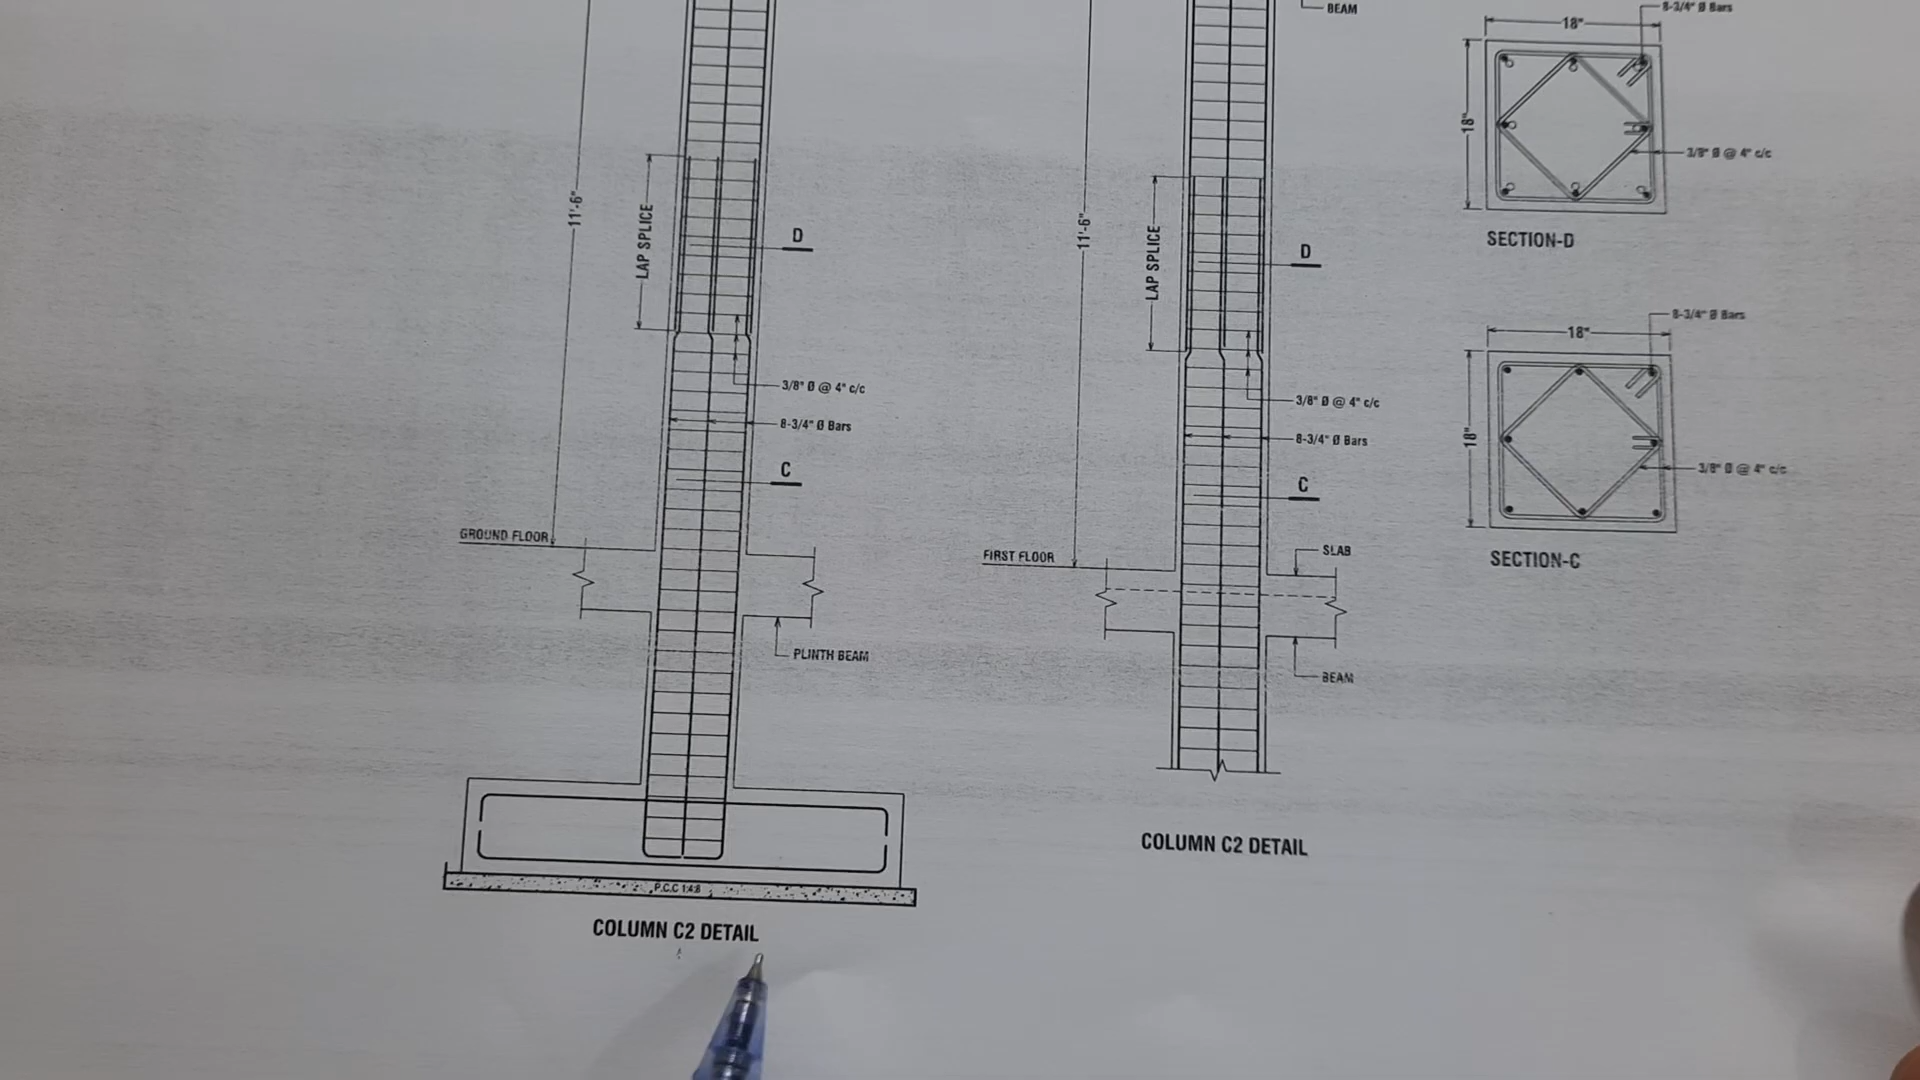 11'-6"
LAP SPLICE
D
3/8" Ø @ 4" c/c
8-3/4" Ø Bars
C
GROUND FLOOR
PLINTH BEAM
P.C.C 1:4:8
COLUMN C2 DETAIL
BEAM
11'-6"
LAP SPLICE
D
3/8" Ø @ 4" c/c
8-3/4" Ø Bars
C
FIRST FLOOR
SLAB
BEAM
COLUMN C2 DETAIL
8-3/4" Ø Bars
18"
18"
3/8" Ø @ 4" c/c
SECTION-D
8-3/4" Ø Bars
18"
18"
3/8" Ø @ 4" c/c
SECTION-C